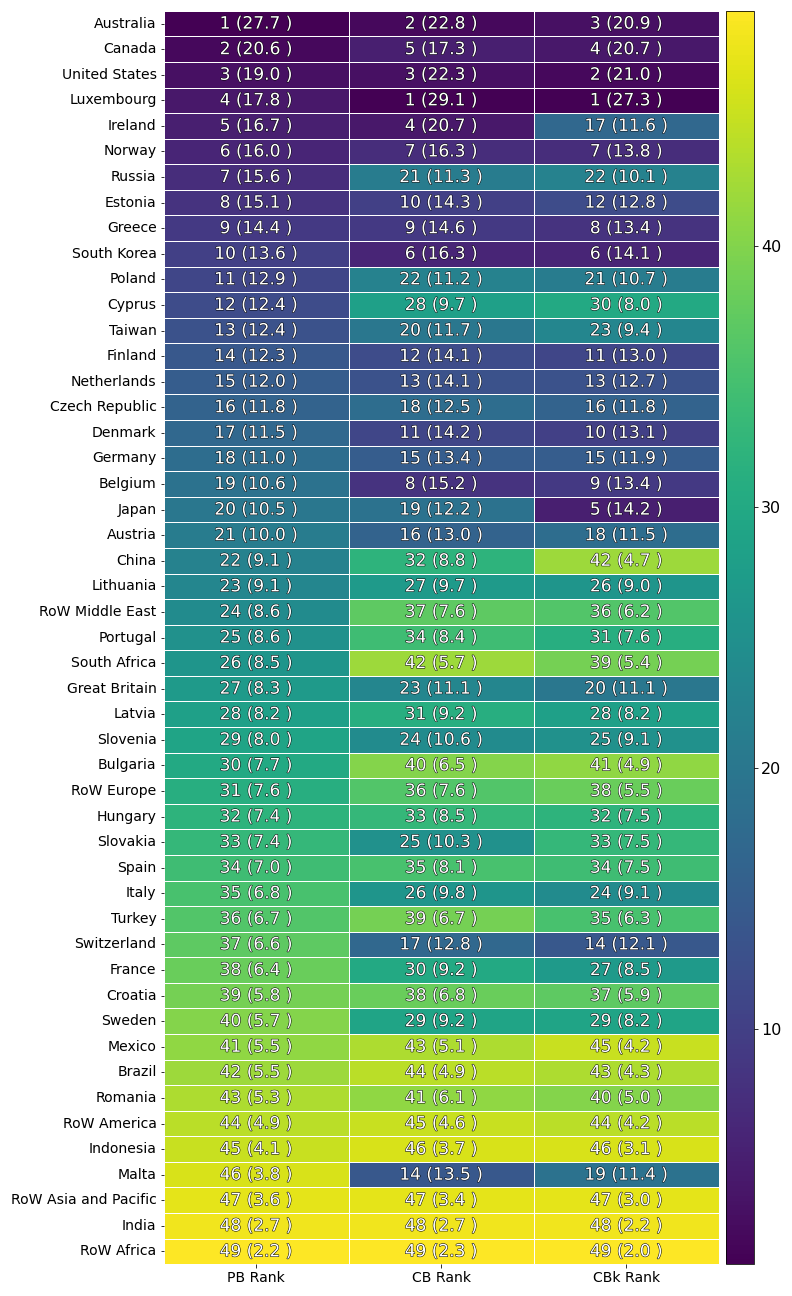 Australia 1 (27.7 ) 2 (22.8 ) 3 (20.9 )
Canada 2 (20.6 ) 5 (17.3 ) 4 (20.7 )
United States 3 (19.0 ) 3 (22.3 ) 2 (21.0 )
Luxembourg 4 (17.8 ) 1 (29.1 ) 1 (27.3 )
Ireland 5 (16.7 ) 4 (20.7 ) 17 (11.6 )
Norway 6 (16.0 ) 7 (16.3 ) 7 (13.8 )
Russia 7 (15.6 ) 21 (11.3 ) 22 (10.1 )
Estonia 8 (15.1 ) 10 (14.3 ) 12 (12.8 )
Greece 9 (14.4 ) 9 (14.6 ) 8 (13.4 )
40
South Korea 10 (13.6 ) 6 (16.3 ) 6 (14.1 )
Poland 11 (12.9 ) 22 (11.2 ) 21 (10.7 )
Cyprus 12 (12.4 ) 28 (9.7 ) 30 (8.0 )
Taiwan 13 (12.4 ) 20 (11.7 ) 23 (9.4 )
Finland 14 (12.3 ) 12 (14.1 ) 11 (13.0 )
Netherlands 15 (12.0 ) 13 (14.1 ) 13 (12.7 )
Czech Republic 16 (11.8 ) 18 (12.5 ) 16 (11.8 )
Denmark 17 (11.5 ) 11 (14.2 ) 10 (13.1 )
Germany 18 (11.0 ) 15 (13.4 ) 15 (11.9 )
Belgium 19 (10.6 ) 8 (15.2 ) 9 (13.4 )
30
Japan 20 (10.5 ) 19 (12.2 ) 5 (14.2 )
Austria 21 (10.0 ) 16 (13.0 ) 18 (11.5 )
China 22 (9.1 ) 32 (8.8 ) 42 (4.7 )
Lithuania 23 (9.1 ) 27 (9.7 ) 26 (9.0 )
RoW Middle East 24 (8.6 ) 37 (7.6 ) 36 (6.2 )
Portugal 25 (8.6 ) 34 (8.4 ) 31 (7.6 )
South Africa 26 (8.5 ) 42 (5.7 ) 39 (5.4 )
Great Britain 27 (8.3 ) 23 (11.1 ) 20 (11.1 )
Latvia 28 (8.2 ) 31 (9.2 ) 28 (8.2 )
Slovenia 29 (8.0 ) 24 (10.6 ) 25 (9.1 )
Bulgaria 30 (7.7 ) 40 (6.5 ) 41 (4.9 )
20
RoW Europe 31 (7.6 ) 36 (7.6 ) 38 (5.5 )
Hungary 32 (7.4 ) 33 (8.5 ) 32 (7.5 )
Slovakia 33 (7.4 ) 25 (10.3 ) 33 (7.5 )
Spain 34 (7.0 ) 35 (8.1 ) 34 (7.5 )
Italy 35 (6.8 ) 26 (9.8 ) 24 (9.1 )
Turkey 36 (6.7 ) 39 (6.7 ) 35 (6.3 )
Switzerland 37 (6.6 ) 17 (12.8 ) 14 (12.1 )
France 38 (6.4 ) 30 (9.2 ) 27 (8.5 )
Croatia 39 (5.8 ) 38 (6.8 ) 37 (5.9 )
Sweden 40 (5.7 ) 29 (9.2 ) 29 (8.2 )
10
Mexico 41 (5.5 ) 43 (5.1 ) 45 (4.2 )
Brazil 42 (5.5 ) 44 (4.9 ) 43 (4.3 )
Romania 43 (5.3 ) 41 (6.1 ) 40 (5.0 )
RoW America 44 (4.9 ) 45 (4.6 ) 44 (4.2 )
Indonesia 45 (4.1 ) 46 (3.7 ) 46 (3.1 )
Malta 46 (3.8 ) 14 (13.5 ) 19 (11.4 )
RoW Asia and Pacific 47 (3.6 ) 47 (3.4 ) 47 (3.0 )
India 48 (2.7 ) 48 (2.7 ) 48 (2.2 )
RoW Africa 49 (2.2 ) 49 (2.3 ) 49 (2.0 )
PB Rank CB Rank CBk Rank